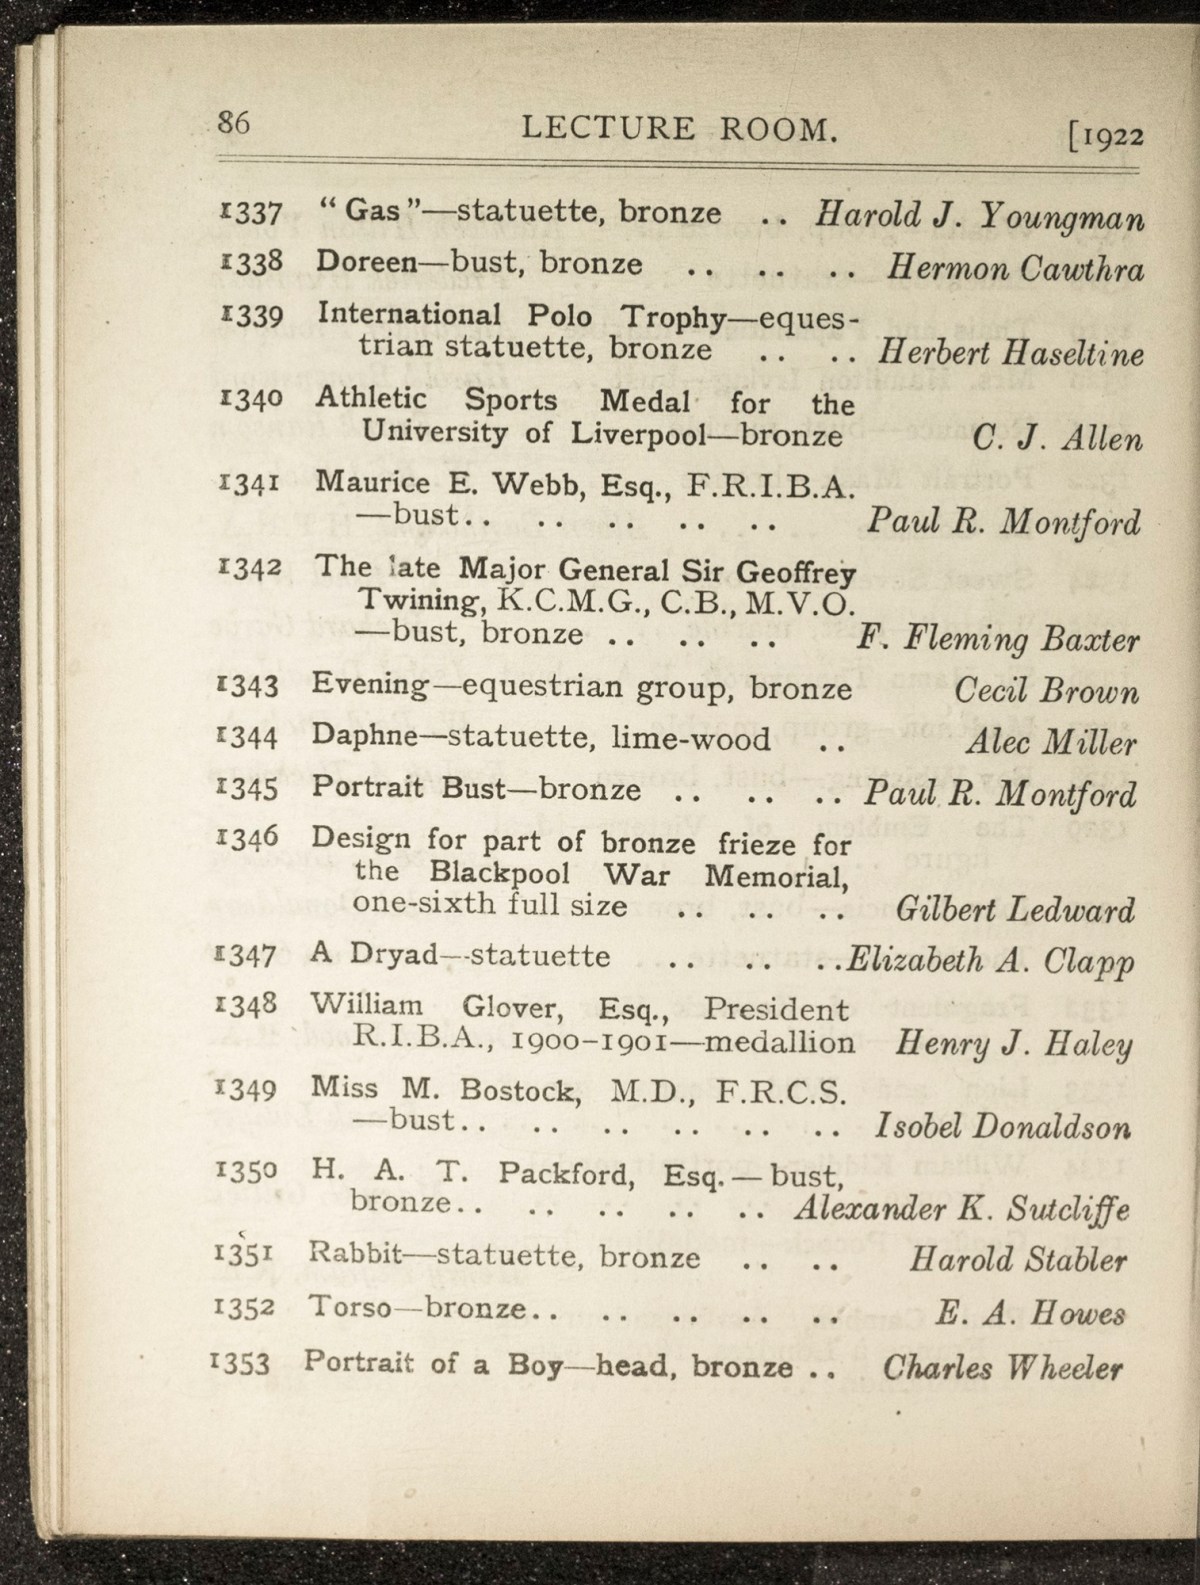 86 LECTURE ROOM. [1922
1337 “Gas”—statuette, bronze .. Harold J. Youngman
1338 Doreen—bust, bronze .. .. .. Hermon Cawthra
1339 International Polo Trophy—eques-
trian statuette, bronze .. .. Herbert Haseltine
1340 Athletic Sports Medal for the
University of Liverpool—bronze C. J. Allen
1341 Maurice E. Webb, Esq., F.R.I.B.A.
—bust.. .. .. .. .. Paul R. Montford
1342 The late Major General Sir Geoffrey
Twining, K.C.M.G., C.B., M.V.O.
—bust, bronze .. .. .. F. Fleming Baxter
1343 Evening—equestrian group, bronze Cecil Brown
1344 Daphne—statuette, lime-wood .. Alec Miller
1345 Portrait Bust—bronze .. .. .. Paul R. Montford
1346 Design for part of bronze frieze for
the Blackpool War Memorial,
one-sixth full size .. .. .. Gilbert Ledward
1347 A Dryad—statuette .. .. .. Elizabeth A. Clapp
1348 William Glover, Esq., President
R.I.B.A., 1900–1901—medallion Henry J. Haley
1349 Miss M. Bostock, M.D., F.R.C.S.
—bust.. .. .. .. .. .. Isobel Donaldson
1350 H. A. T. Packford, Esq.—bust,
bronze.. .. .. .. .. Alexander K. Sutcliffe
1351 Rabbit—statuette, bronze .. .. Harold Stabler
1352 Torso—bronze.. .. .. .. .. E. A. Howes
1353 Portrait of a Boy—head, bronze .. Charles Wheeler